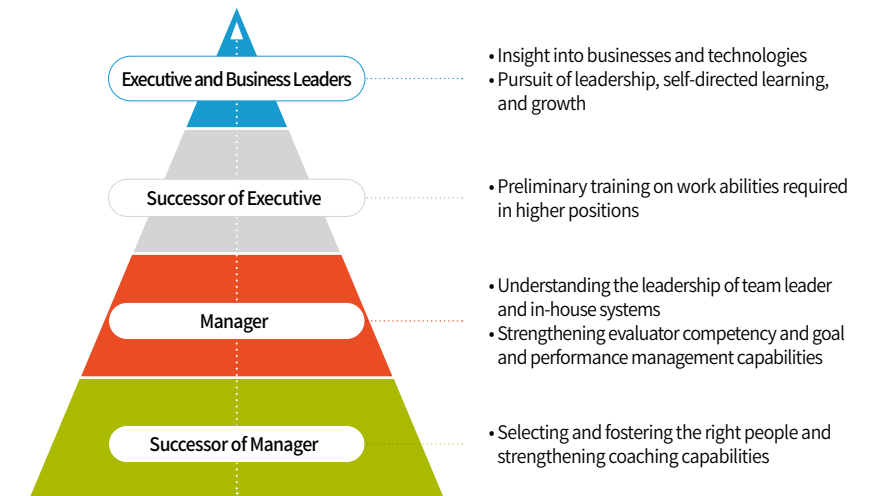 Executive and Business Leaders
• Insight into businesses and technologies
• Pursuit of leadership, self-directed learning,
and growth
Successor of Executive
• Preliminary training on work abilities required
in higher positions
Manager
• Understanding the leadership of team leader
and in-house systems
• Strengthening evaluator competency and goal
and performance management capabilities
Successor of Manager
• Selecting and fostering the right people and
strengthening coaching capabilities